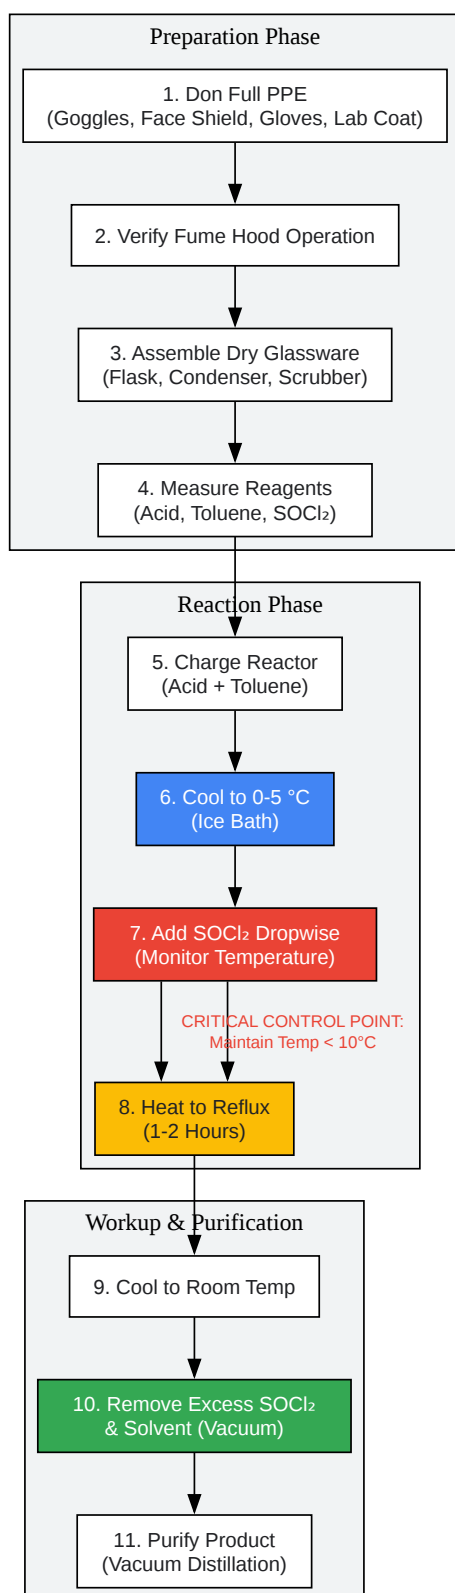 Preparation Phase
1. Don Full PPE
(Goggles, Face Shield, Gloves, Lab Coat)
2. Verify Fume Hood Operation
3. Assemble Dry Glassware
(Flask, Condenser, Scrubber)
4. Measure Reagents
(Acid, Toluene, SOCl₂)
Reaction Phase
5. Charge Reactor
(Acid + Toluene)
6. Cool to 0-5 °C
(Ice Bath)
7. Add SOCl₂ Dropwise
(Monitor Temperature)
CRITICAL CONTROL POINT:
Maintain Temp < 10°C
8. Heat to Reflux
(1-2 Hours)
Workup & Purification
9. Cool to Room Temp
10. Remove Excess SOCl₂
& Solvent (Vacuum)
11. Purify Product
(Vacuum Distillation)